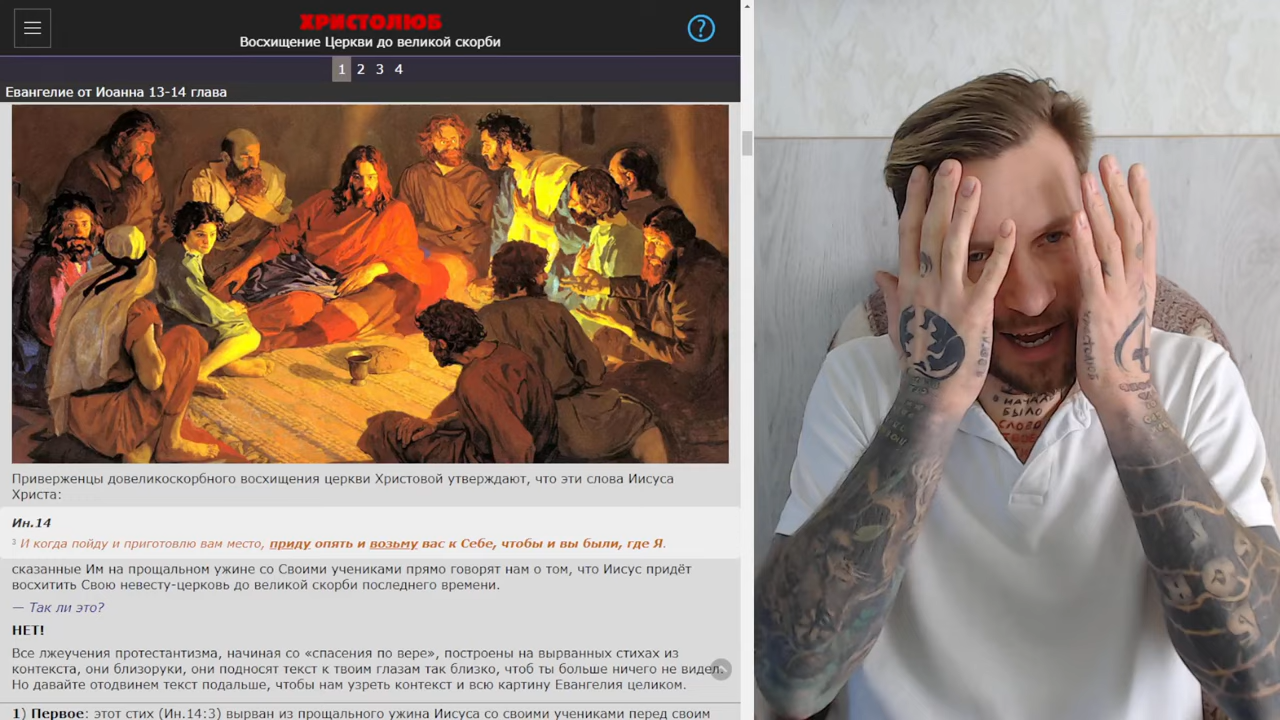 ХРИСТОЛЮБ
Восхищение Церкви до великой скорби
?
1 2 3 4
Евангелие от Иоанна 13-14 глава
Приверженцы довеликоскорбного восхищения церкви Христовой утверждают, что эти слова Иисуса
Христа:
Ин.14
3 И когда пойду и приготовлю вам место, приду опять и возьму вас к Себе, чтобы и вы были, где Я.
сказанные Им на прощальном ужине со Своими учениками прямо говорят нам о том, что Иисус придёт
восхитить Свою невесту-церковь до великой скорби последнего времени.
— Так ли это?
НЕТ!
Все лжеучения протестантизма, начиная со «спасения по вере», построены на вырванных стихах из
контекста, они близоруки, они подносят текст к твоим глазам так близко, чтоб ты больше ничего не видел.
Но давайте отодвинем текст подальше, чтобы нам узреть контекст и всю картину Евангелия целиком.
1) Первое: этот стих (Ин.14:3) вырван из прощального ужина Иисуса со своими учениками перед своим
НАЧАЛЕ
БЫЛО
СЛОВО